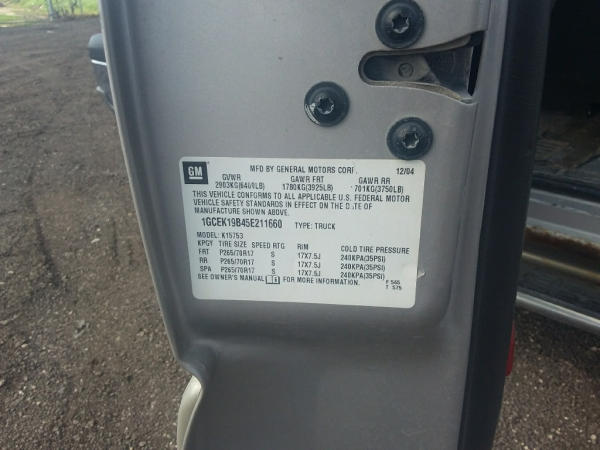 GM
MFD BY GENERAL MOTORS CORP. 12/04
GVWR GAWR FRT GAWR RR
2903KG(6400LB) 1780KG(3925LB) 1701KG(3750LB)
THIS VEHICLE CONFORMS TO ALL APPLICABLE U.S. FEDERAL MOTOR
VEHICLE SAFETY STANDARDS IN EFFECT ON THE DATE OF
MANUFACTURE SHOWN ABOVE.
1GCEK19B45E211660 TYPE: TRUCK
MODEL: K15753
KPGY TIRE SIZE SPEED RTG RIM COLD TIRE PRESSURE
FRT P265/70R17 S 17X7.5J 240KPA(35PSI)
RR P265/70R17 S 17X7.5J 240KPA(35PSI)
SPA P265/70R17 S 17X7.5J 240KPA(35PSI)
SEE OWNER'S MANUAL FOR MORE INFORMATION.
F 565
T 575